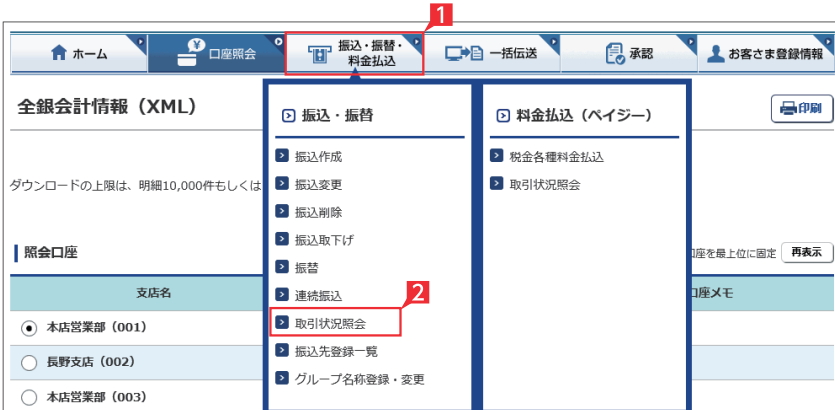 1
ホーム
口座照会
振込・振替・
料金払込
一括伝送
承認
お客さま登録情報
全銀会計情報（XML）
印刷
振込・振替
料金払込（ペイジー）
振込作成
税金各種料金払込
ダウンロードの上限は、明細10,000件もしくは
振込変更
取引状況照会
振込削除
振込取下げ
照会口座
座を最上位に固定
再表示
振替
支店名
連続振込
2
座メモ
本店営業部（001）
取引状況照会
長野支店（002）
振込先登録一覧
本店営業部（003）
グループ名称登録・変更